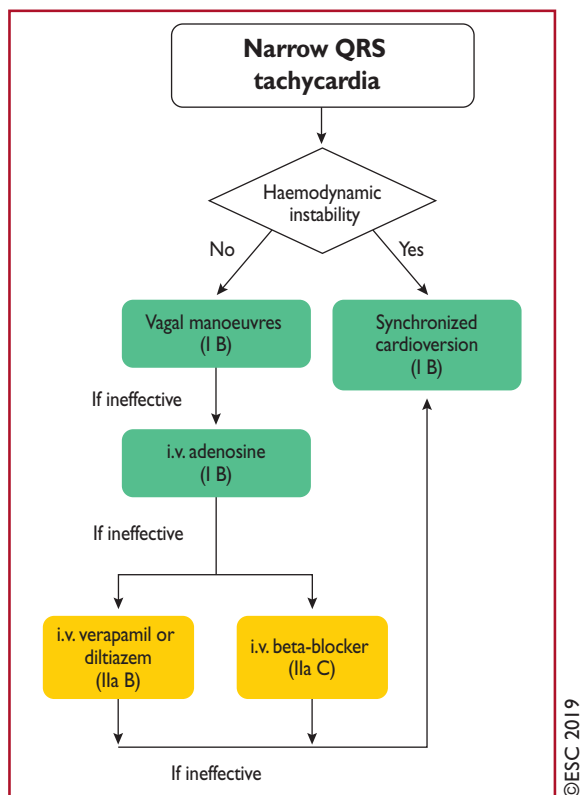 Narrow QRS
tachycardia
Haemodynamic
instability
No
Yes
Vagal manoeuvres
(I B)
Synchronized
cardioversion
(I B)
If ineffective
i.v. adenosine
(I B)
If ineffective
i.v. verapamil or
diltiazem
(IIa B)
i.v. beta-blocker
(IIa C)
If ineffective
©ESC 2019